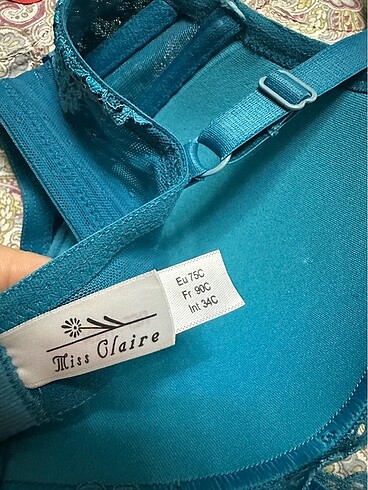 Eu 75C
Fr 90C
Int 34C
Miss Claire